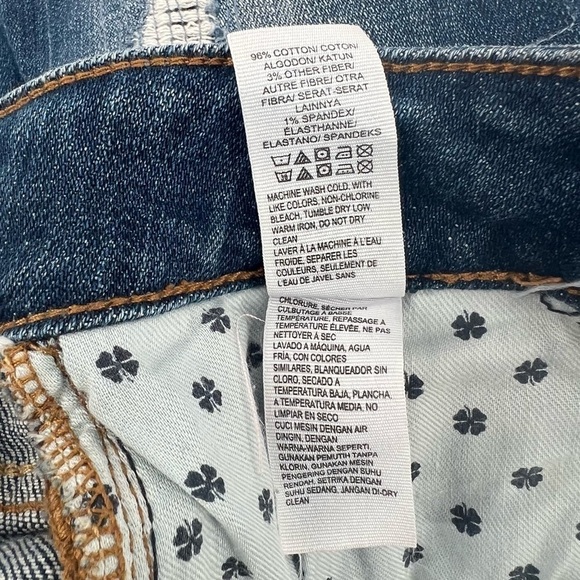 96% COTTON/ COTON/
ALGODON/ KATUN
3% OTHER FIBER/
AUTRE FIBRE/ OTRA
FIBRA/ SERAT-SERAT
LAINNYA
1% SPANDEX/
ÉLASTHANNE/
ELASTANO/ SPANDEKS
MACHINE WASH COLD, WITH
LIKE COLORS, NON-CHLORINE
BLEACH, TUMBLE DRY LOW
WARM IRON, DO NOT DRY
CLEAN
LAVER À LA MACHINE À L'EAU
FROIDE, SEPARER LES
COULEURS, SEULEMENT DE
L'EAU DE JAVEL SANS
CHLORURE, SÉCHER PAR
CULBUTAGE A BASSE
TEMPÉRATURE, REPASSAGE A
TEMPÉRATURE ÉLEVÉE, NE PAS
NETTOYER À SEC
LAVADO A MÁQUINA, AGUA
FRÍA, CON COLORES
SIMILARES, BLANQUEADOR SIN
CLORO, SECADO A
TEMPERATURA BAJA, PLANCHA,
A TEMPERATURA MEDIA, NO
LIMPIAR EN SECO
CUCI MESIN DENGAN AIR
DINGIN, DENGAN
WARNA-WARNA SEPERTI,
GUNAKAN PEMUTIH TANPA
KLORIN, GUNAKAN MESIN
PENGERING DENGAN SUHU
RENDAH, SETRIKA DENGAN
SUHU SEDANG, JANGAN DI-DRY
CLEAN